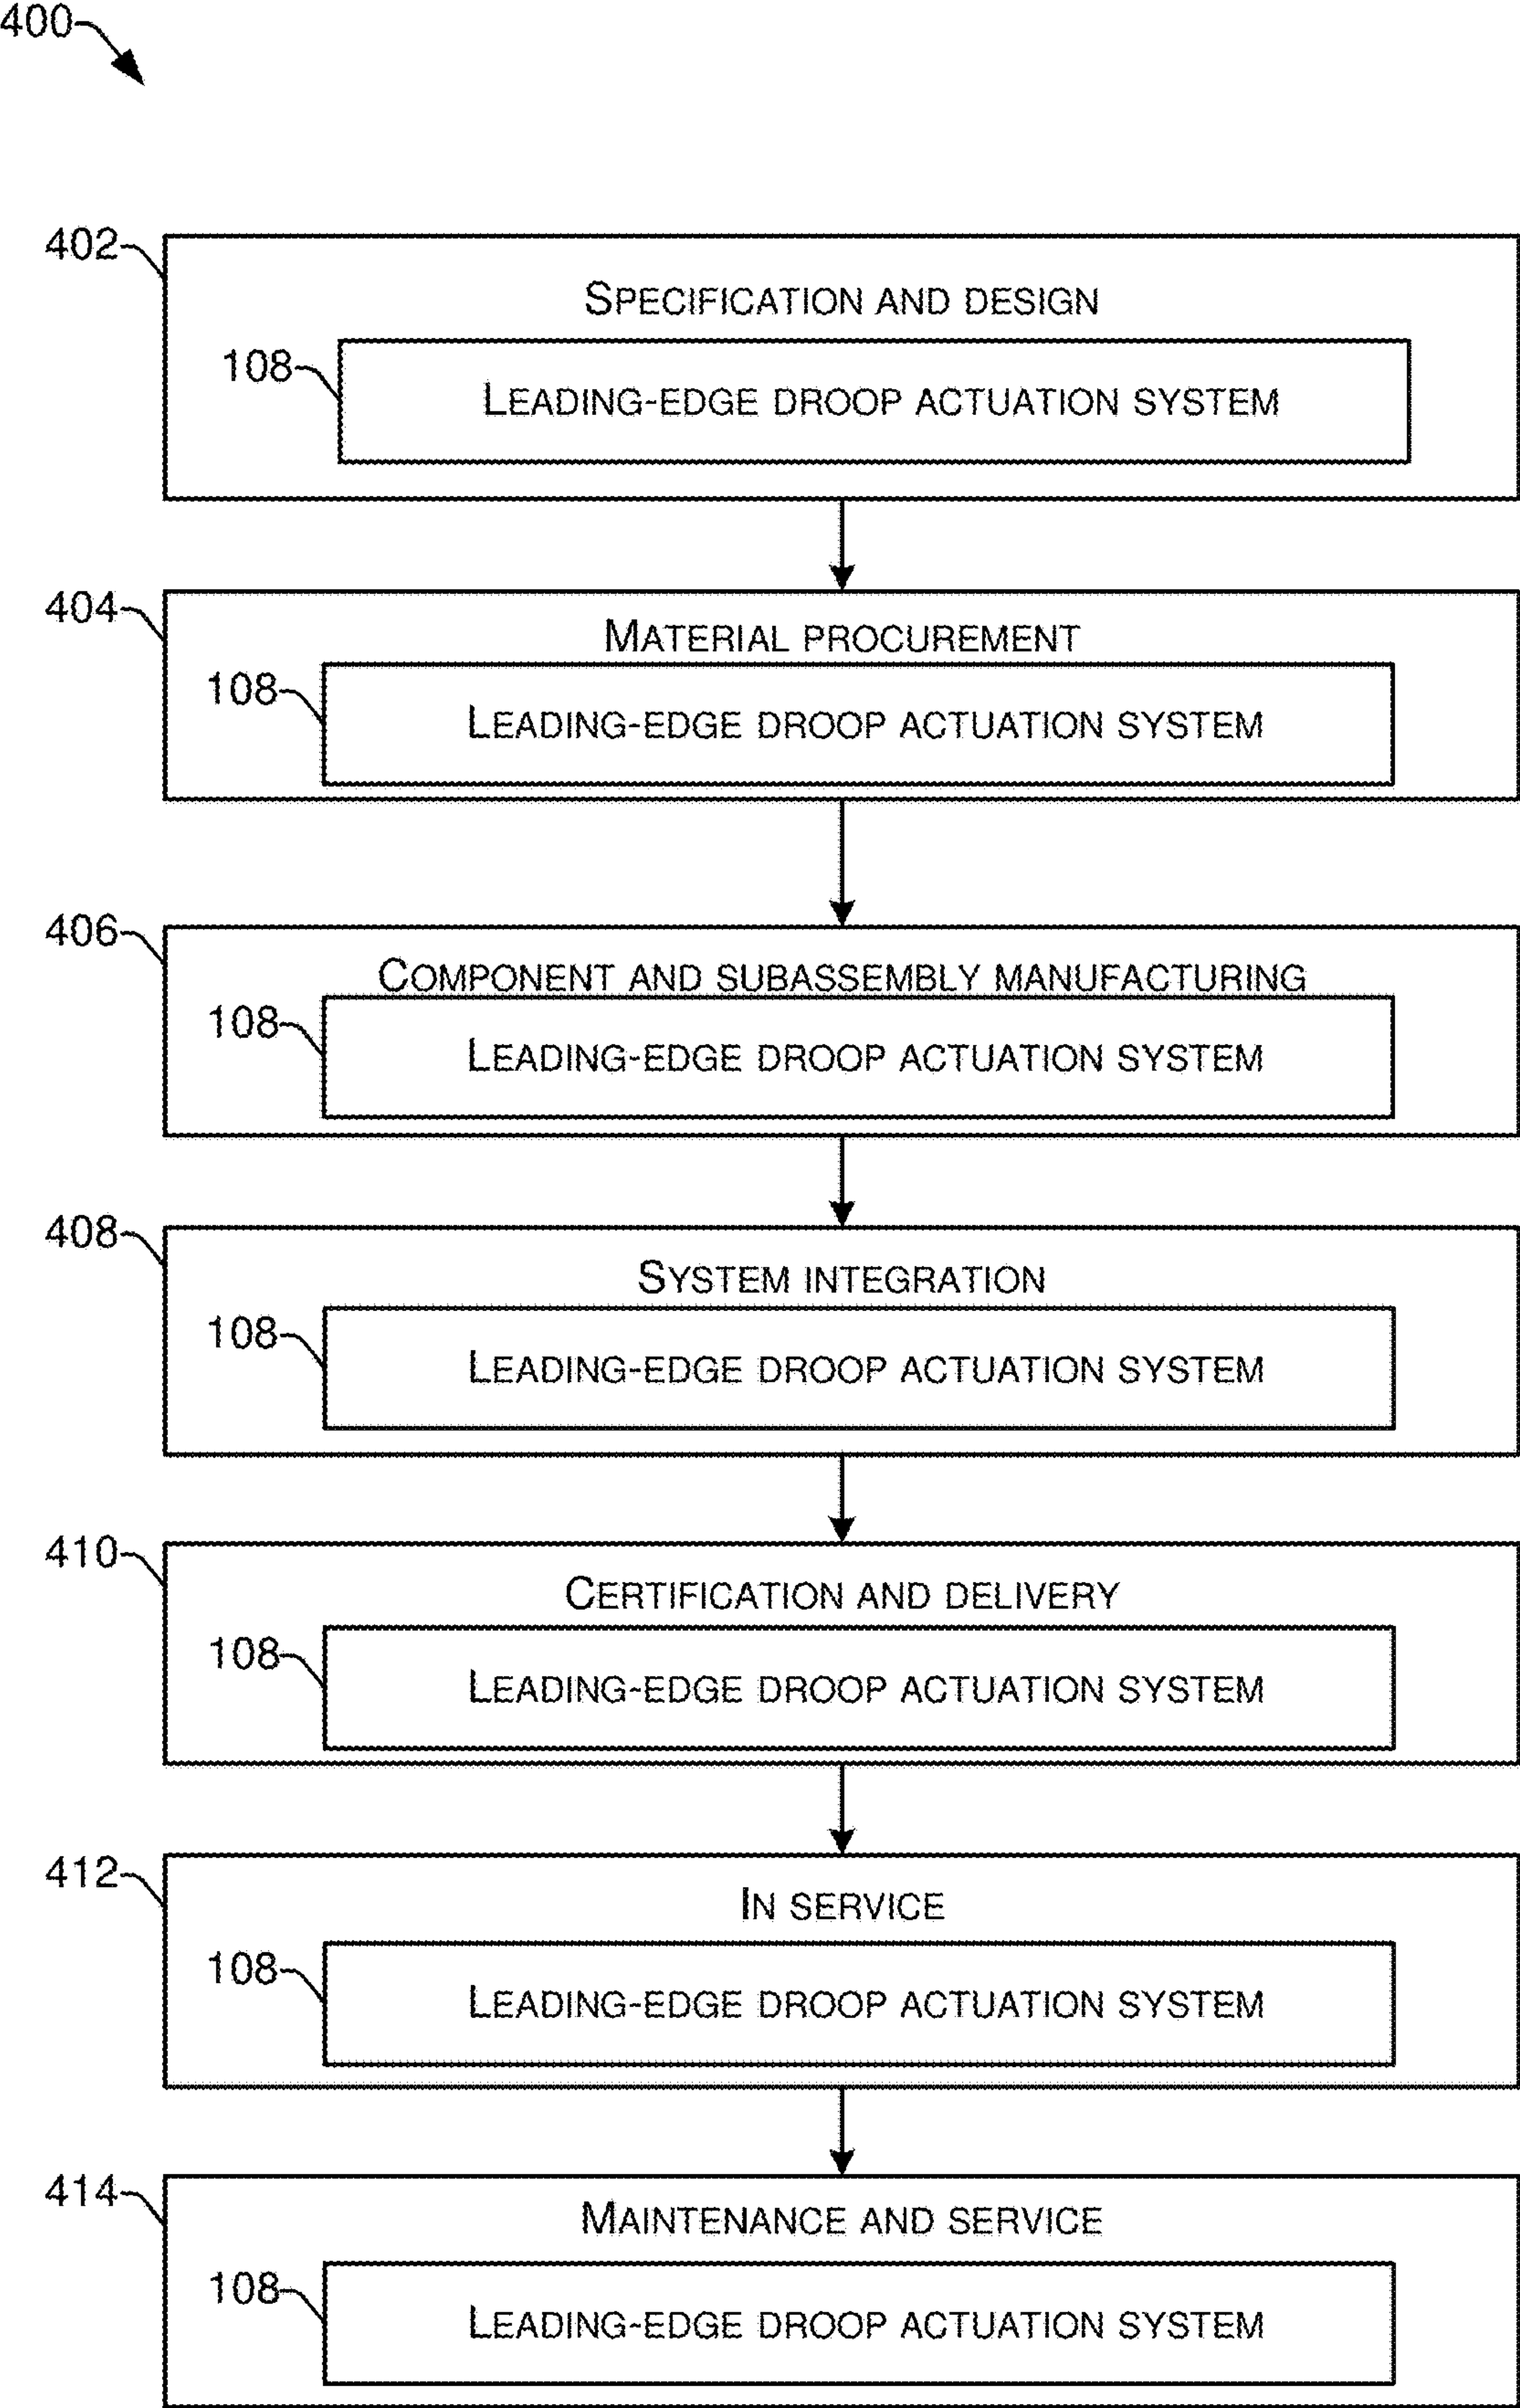 400
402
SPECIFICATION AND DESIGN
108
LEADING-EDGE DROOP ACTUATION SYSTEM
404
MATERIAL PROCUREMENT
108
LEADING-EDGE DROOP ACTUATION SYSTEM
406
COMPONENT AND SUBASSEMBLY MANUFACTURING
108
LEADING-EDGE DROOP ACTUATION SYSTEM
408
SYSTEM INTEGRATION
108
LEADING-EDGE DROOP ACTUATION SYSTEM
410
CERTIFICATION AND DELIVERY
108
LEADING-EDGE DROOP ACTUATION SYSTEM
412
IN SERVICE
108
LEADING-EDGE DROOP ACTUATION SYSTEM
414
MAINTENANCE AND SERVICE
108
LEADING-EDGE DROOP ACTUATION SYSTEM